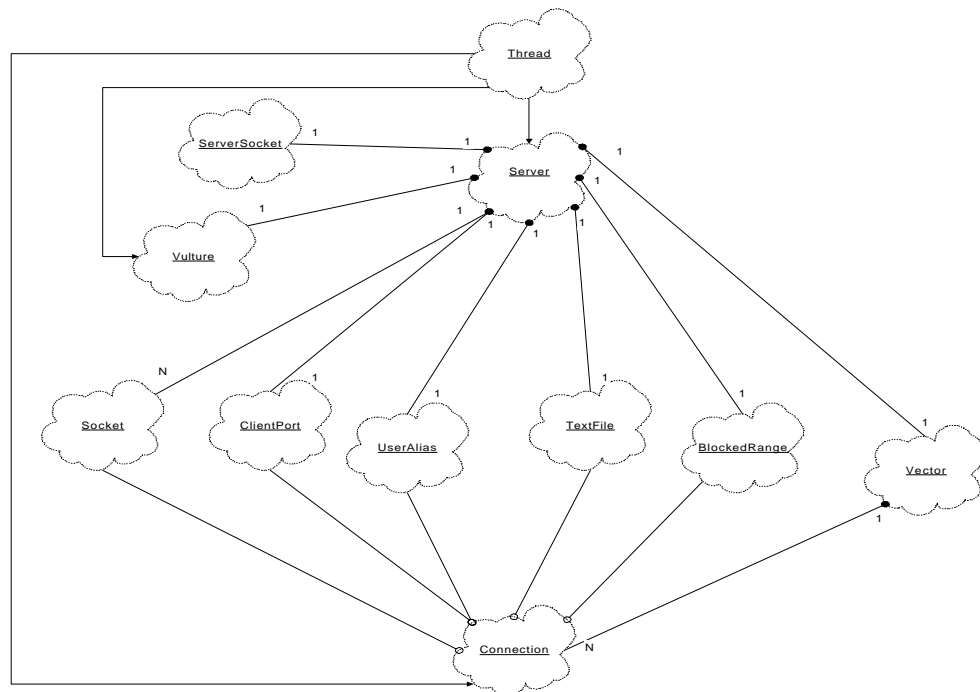 Thread
1
ServerSocket
1
1
Server
1
1
1
1
1
1
1
Vulture
N
1
1
1
1
1
Socket
ClientPort
UserAlias
TextFile
BlockedRange
Vector
1
N
Connection